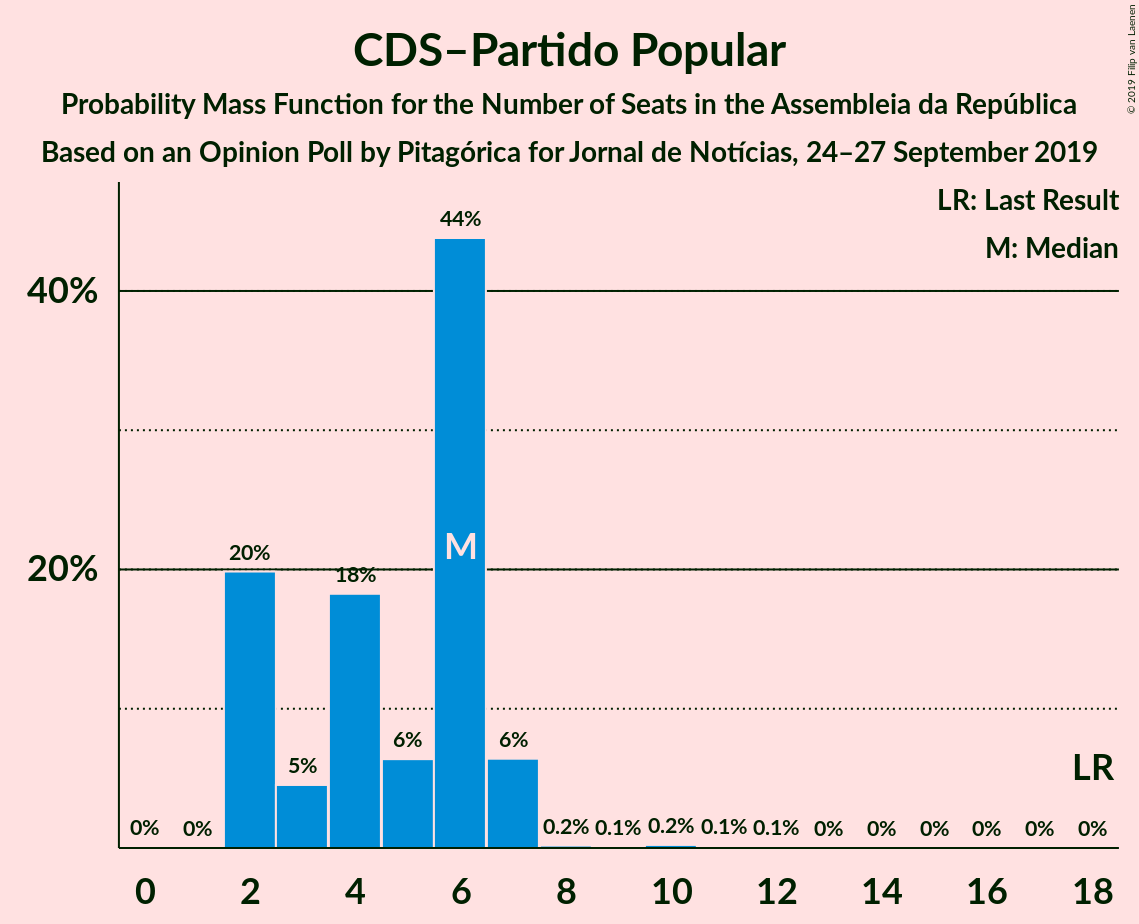 CDS–Partido Popular
Probability Mass Function for the Number of Seats in the Assembleia da República
Based on an Opinion Poll by Pitagórica for Jornal de Notícias, 24–27 September 2019
© 2019 Filip van Laenen
LR: Last Result
M: Median
44%
40%
M
20%
20%
18%
6%
6%
5%
LR
0% 0% 0.2% 0.1% 0.2% 0.1% 0.1% 0% 0% 0% 0% 0% 0%
0 2 4 6 8 10 12 14 16 18